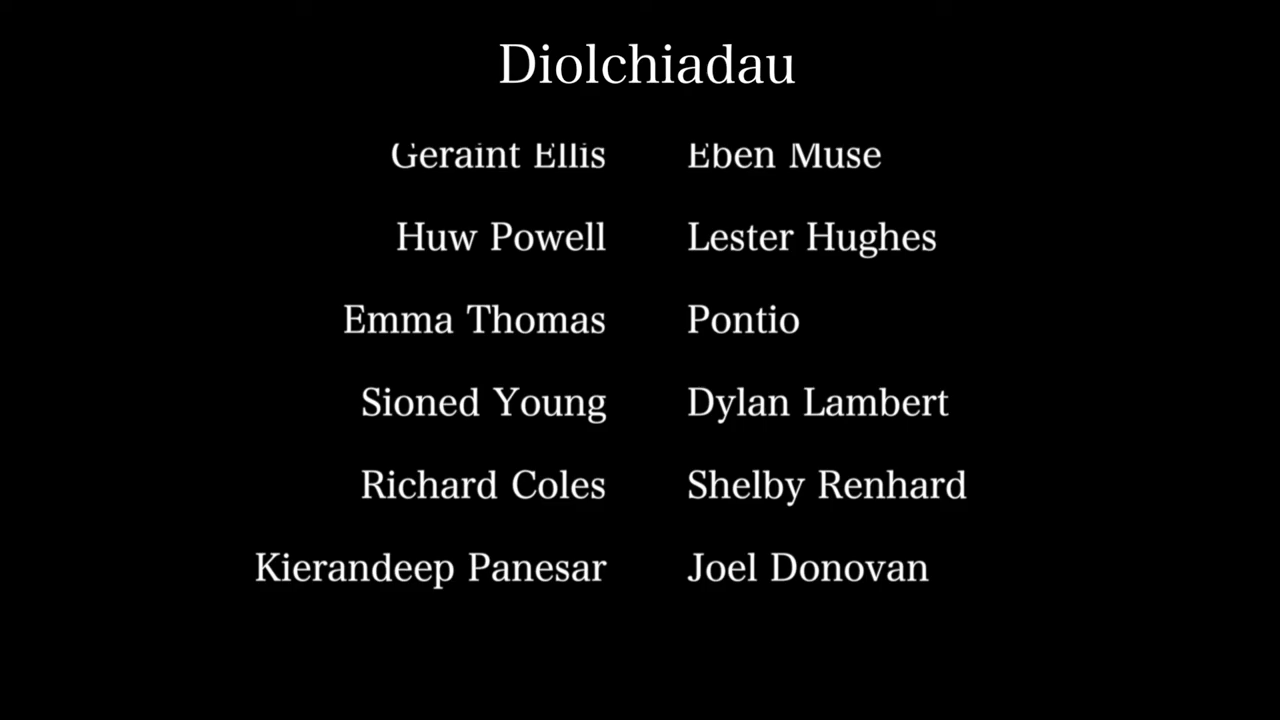 Diolchiadau
Geraint Ellis Eben Muse
Huw Powell Lester Hughes
Emma Thomas Pontio
Sioned Young Dylan Lambert
Richard Coles Shelby Renhard
Kierandeep Panesar Joel Donovan